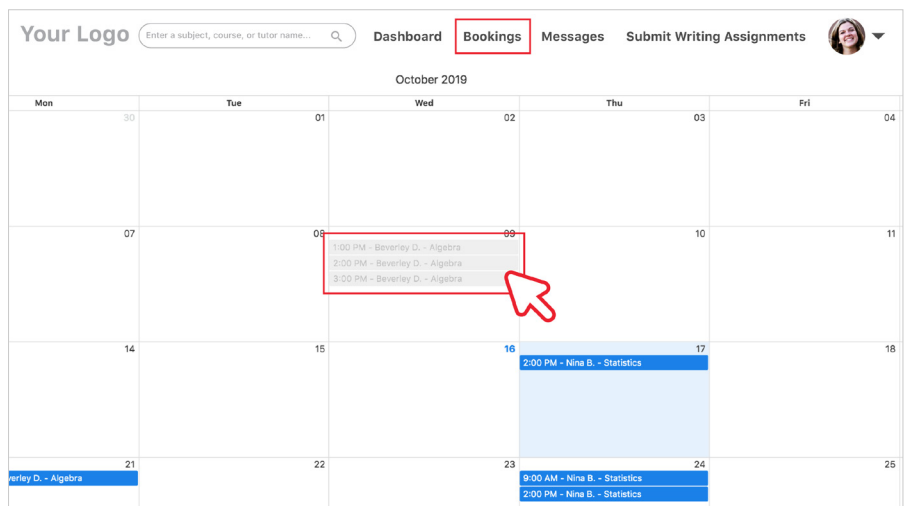 Your Logo Enter a subject, course, or tutor name... Dashboard Bookings Messages Submit Writing Assignments
October 2019
Mon Tue Wed Thu Fri
30 01 02 03 04
07 08 09 10 11
1:00 PM - Beverley D. - Algebra
2:00 PM - Beverley D. - Algebra
3:00 PM - Beverley D. - Algebra
14 15 16 17 18
2:00 PM - Nina B. - Statistics
21 22 23 24 25
verley D. - Algebra 9:00 AM - Nina B. - Statistics
2:00 PM - Nina B. - Statistics